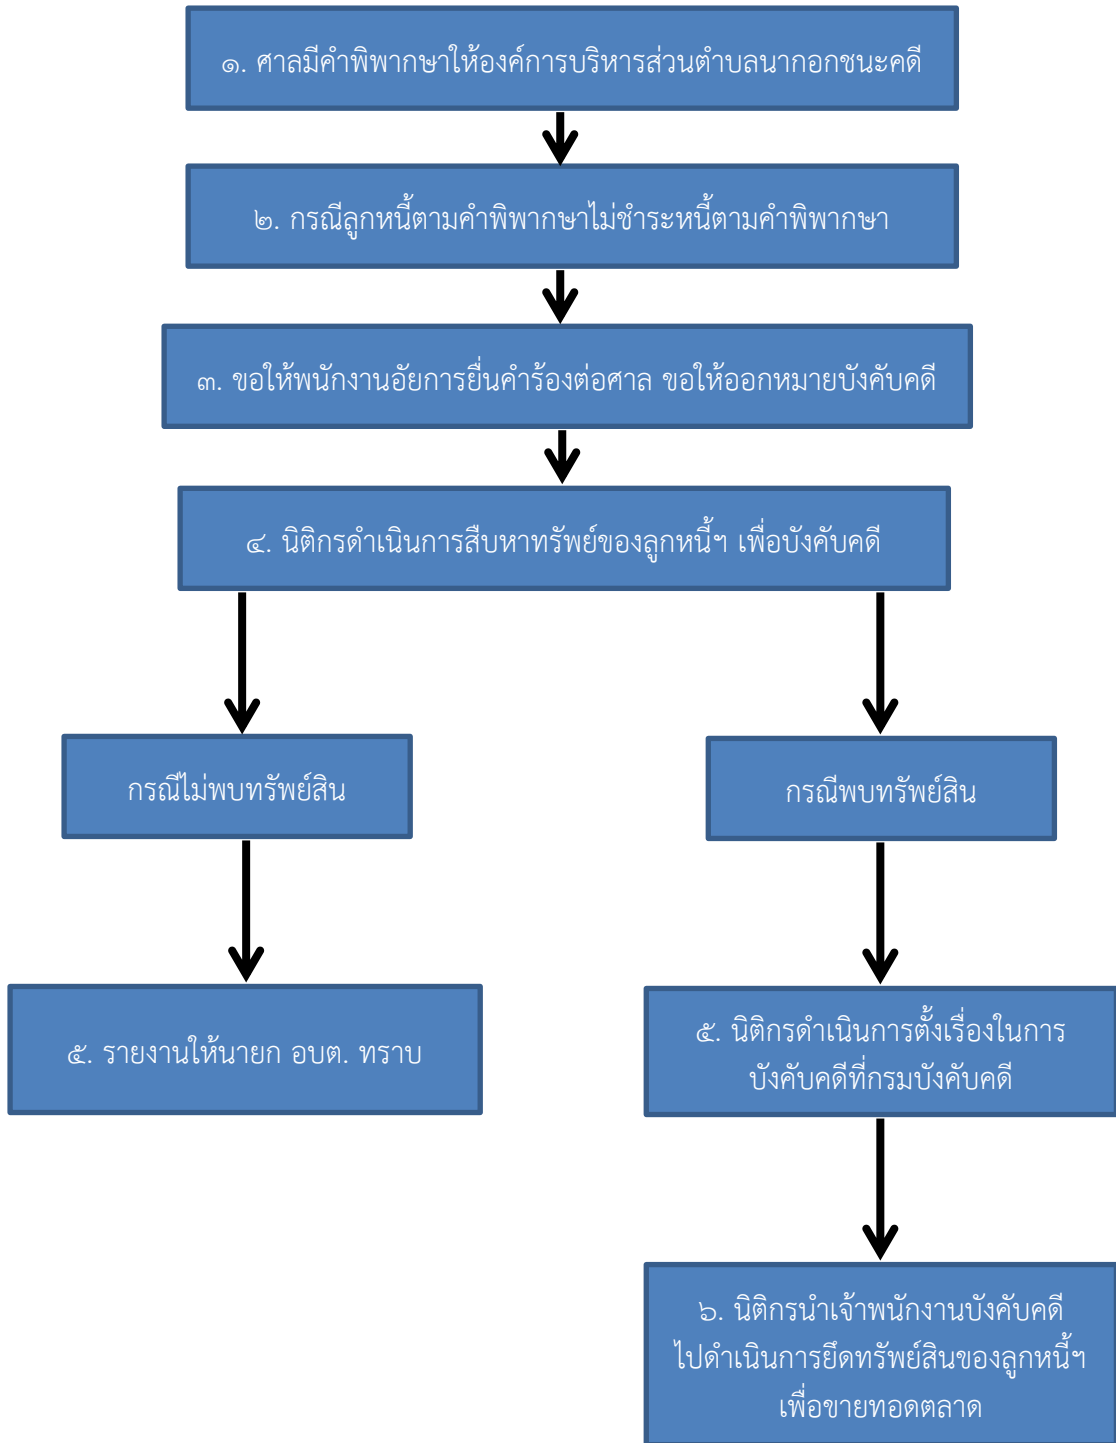 ๑. ศาลมีคำพิพากษาให้องค์การบริหารส่วนตำบลนากอกชนะคดี
๒. กรณีลูกหนี้ตามคำพิพากษาไม่ชำระหนี้ตามคำพิพากษา
๓. ขอให้พนักงานอัยการยื่นคำร้องต่อศาล ขอให้ออกหมายบังคับคดี
๔. นิติกรดำเนินการสืบหาทรัพย์ของลูกหนี้ฯ เพื่อบังคับคดี
กรณีไม่พบทรัพย์สิน
กรณีพบทรัพย์สิน
๕. รายงานให้นายก อบต. ทราบ
๕. นิติกรดำเนินการตั้งเรื่องในการ
บังคับคดีที่กรมบังคับคดี
๖. นิติกรนำเจ้าพนักงานบังคับคดี
ไปดำเนินการยึดทรัพย์สินของลูกหนี้ฯ
เพื่อขายทอดตลาด